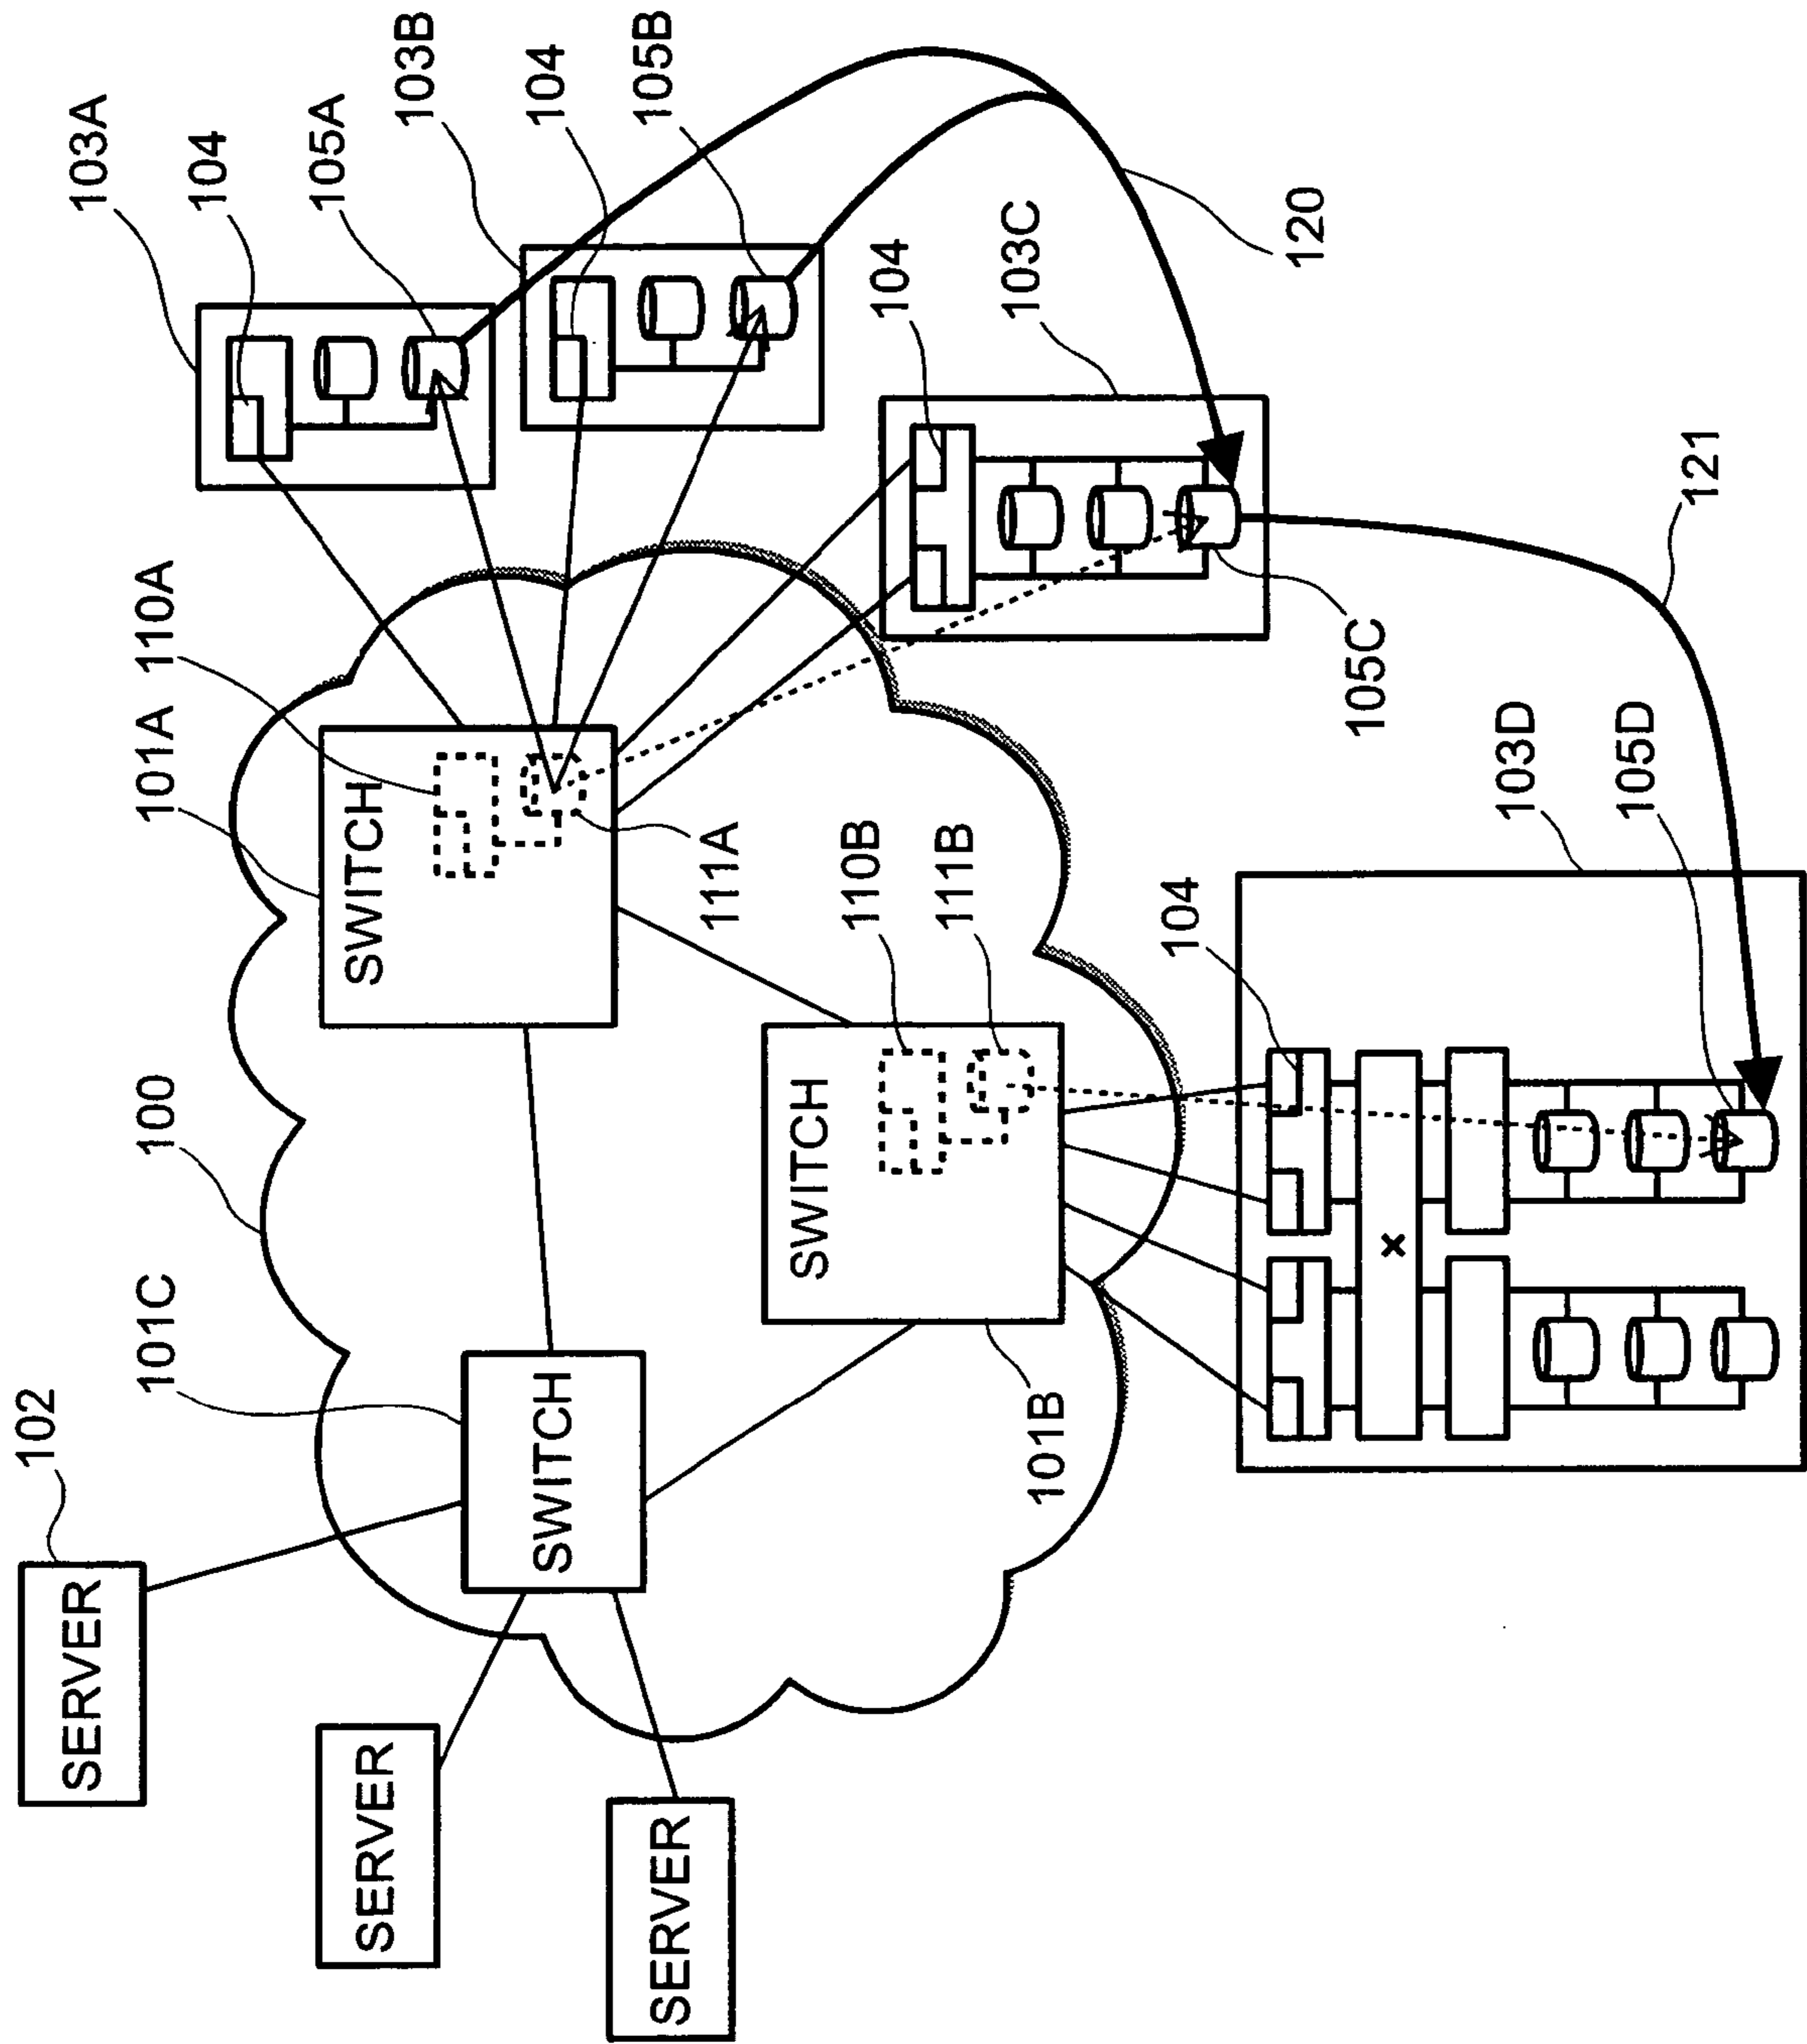 102
SERVER
103A
101C
100
101A
110A
104
105A
SERVER
SWITCH
103B
104
SWITCH
105B
SERVER
111A
SWITCH
110B
104
111B
103C
101B
104
120
105C
x
103D
105D
121